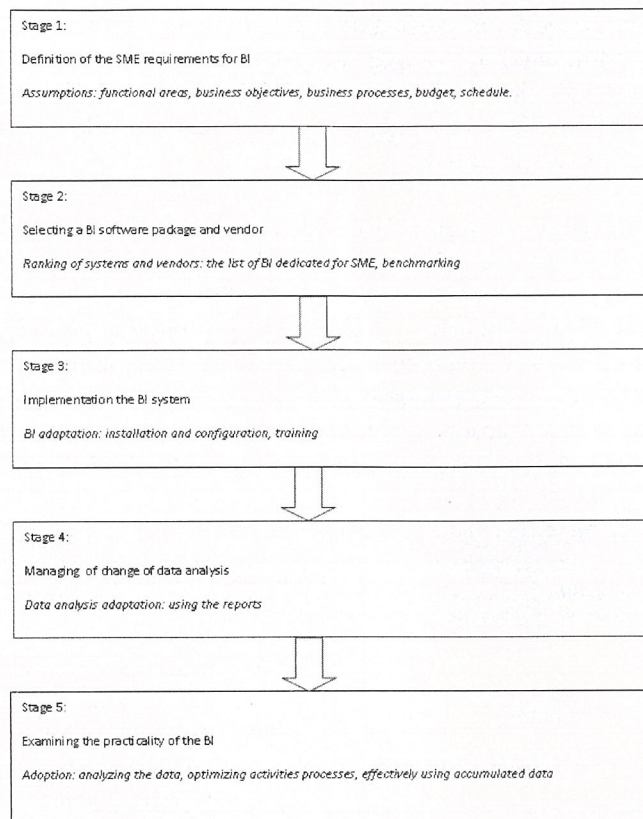 Stage 1:
Definition of the SME requirements for BI
Assumptions: functional areas, business objectives, business processes, budget, schedule.
Stage 2:
Selecting a BI software package and vendor
Ranking of systems and vendors: the list of BI dedicated for SME, benchmarking
Stage 3:
Implementation the BI system
BI adaptation: installation and configuration, training
Stage 4:
Managing of change of data analysis
Data analysis adaptation: using the reports
Stage 5:
Examining the practicality of the BI
Adoption: analyzing the data, optimizing activities processes, effectively using accumulated data